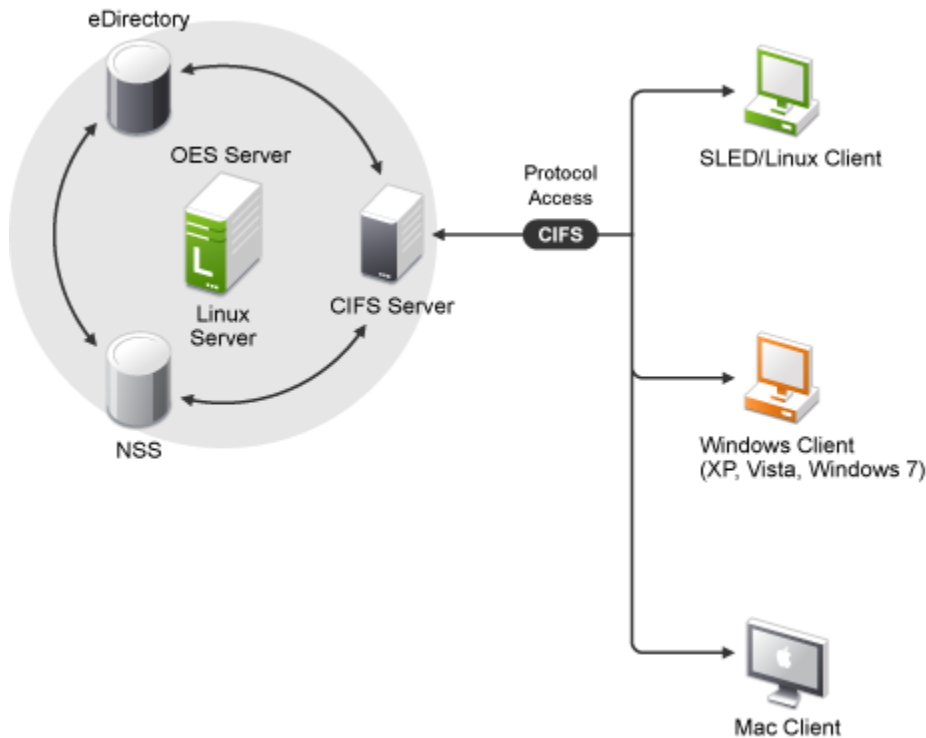 eDirectory
OES Server
L
Linux
Server
CIFS Server
NSS
Protocol
Access
CIFS
SLED/Linux Client
Windows Client
(XP, Vista, Windows 7)
Mac Client